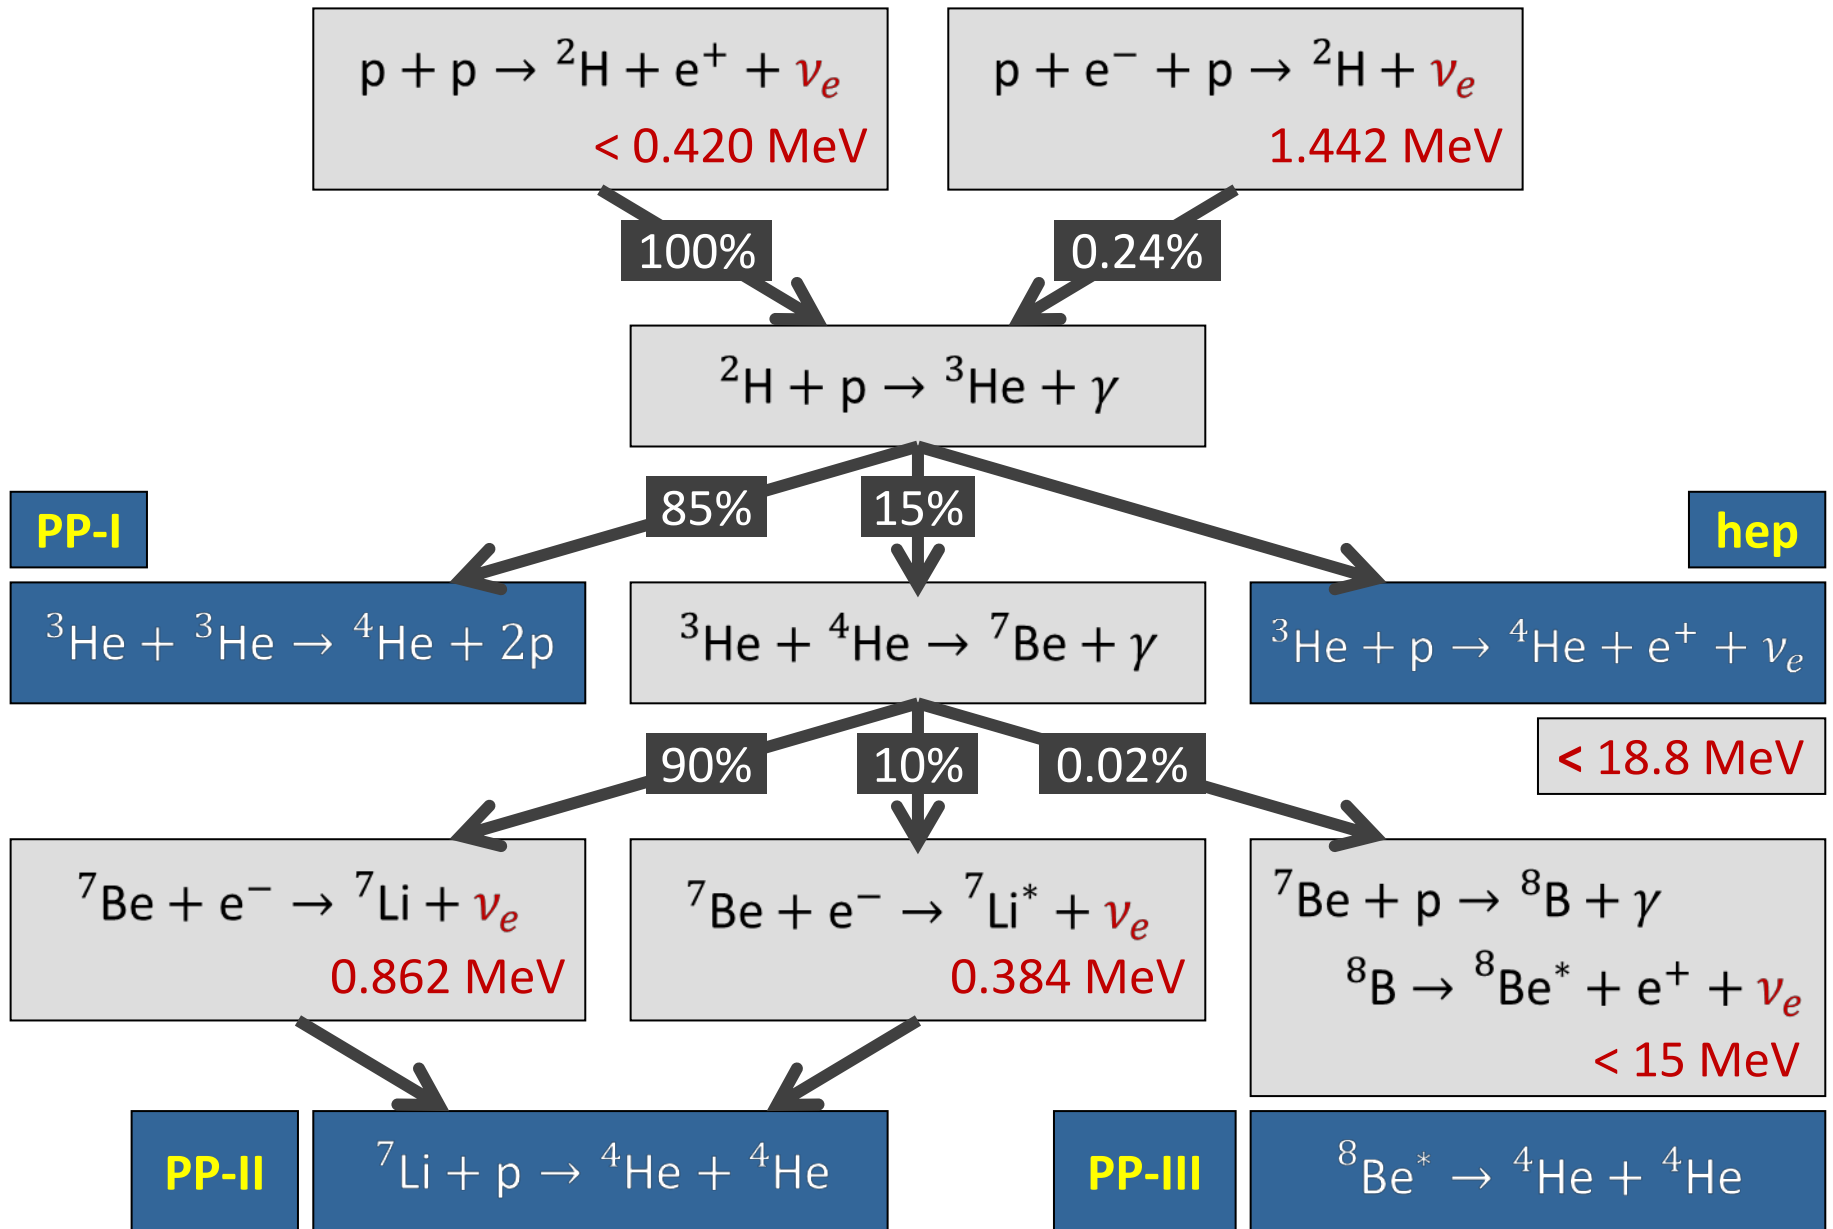 p + p → ²H + e⁺ + νₑ
< 0.420 MeV
p + e⁻ + p → ²H + νₑ
1.442 MeV
100%
0.24%
²H + p → ³He + γ
85%
15%
PP-I
hep
³He + ³He → ⁴He + 2p
³He + ⁴He → ⁷Be + γ
³He + p → ⁴He + e⁺ + νₑ
< 18.8 MeV
90%
10%
0.02%
⁷Be + e⁻ → ⁷Li + νₑ
0.862 MeV
⁷Be + e⁻ → ⁷Li* + νₑ
0.384 MeV
⁷Be + p → ⁸B + γ
⁸B → ⁸Be* + e⁺ + νₑ
< 15 MeV
PP-II
⁷Li + p → ⁴He + ⁴He
PP-III
⁸Be* → ⁴He + ⁴He